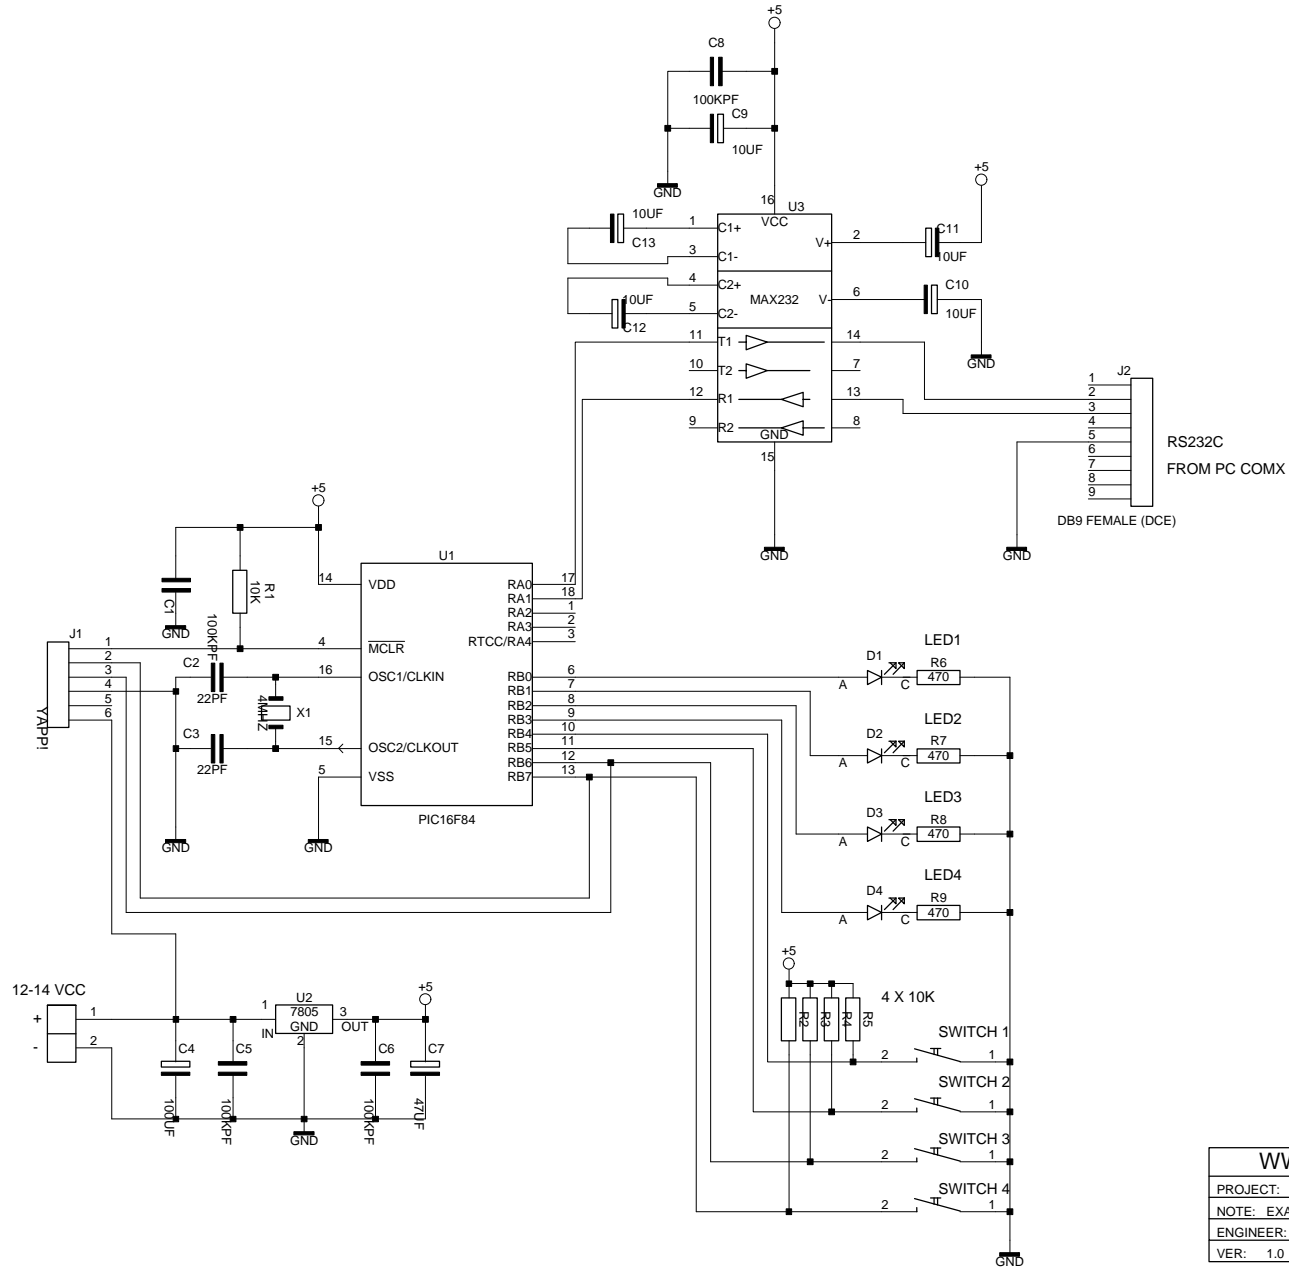 +5
C8
100KPF
C9
10UF
GND
+5
16
U3
VCC
10UF
C13
1
C1+
3
C1-
V+
2
C11
10UF
4
C2+
5
C2-
10UF
C12
MAX232
V-
6
C10
10UF
GND
11
T1
14
10
T2
7
12
R1
13
9
R2
8
GND
15
GND
J2
1
2
3
4
5
6
7
8
9
RS232C
FROM PC COMX
DB9 FEMALE (DCE)
GND
+5
C1
100KPF
GND
R1
10K
U1
14
VDD
4
MCLR
16
OSC1/CLKIN
15
OSC2/CLKOUT
5
VSS
RA0
17
RA1
18
RA2
1
RA3
2
RTCC/RA4
3
RB0
6
RB1
7
RB2
8
RB3
9
RB4
10
RB5
11
RB6
12
RB7
13
PIC16F84
J1
1
2
3
4
5
6
YAPP!
C2
22PF
4MHZ
X1
C3
22PF
GND
GND
LED1
D1
A
C
R6
470
LED2
D2
A
C
R7
470
LED3
D3
A
C
R8
470
LED4
D4
A
C
R9
470
+5
R2
R3
R4
R5
4 X 10K
SWITCH 1
2
1
SWITCH 2
2
1
SWITCH 3
2
1
SWITCH 4
2
1
GND
12-14 VCC
+
1
-
2
1
IN
U2
7805
GND
2
3
OUT
+5
C4
100UF
C5
100KPF
C6
100KPF
C7
47UF
GND
PROJECT:
NOTE: EXA
ENGINEER:
VER: 1.0